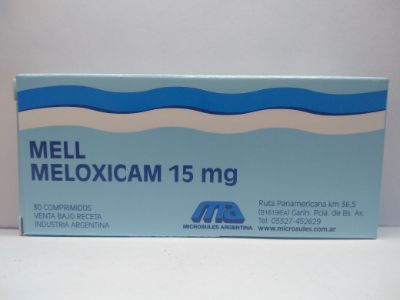 MELL
MELOXICAM 15 mg
30 COMPRIMIDOS
VENTA BAJO RECETA
INDUSTRIA ARGENTINA
ma
MICROSULES ARGENTINA
Ruta Panamericana km 36,5
(B1619IEA) Garín. Pcia. de Bs. As.
Tel. 03327-452629
www.microsules.com.ar